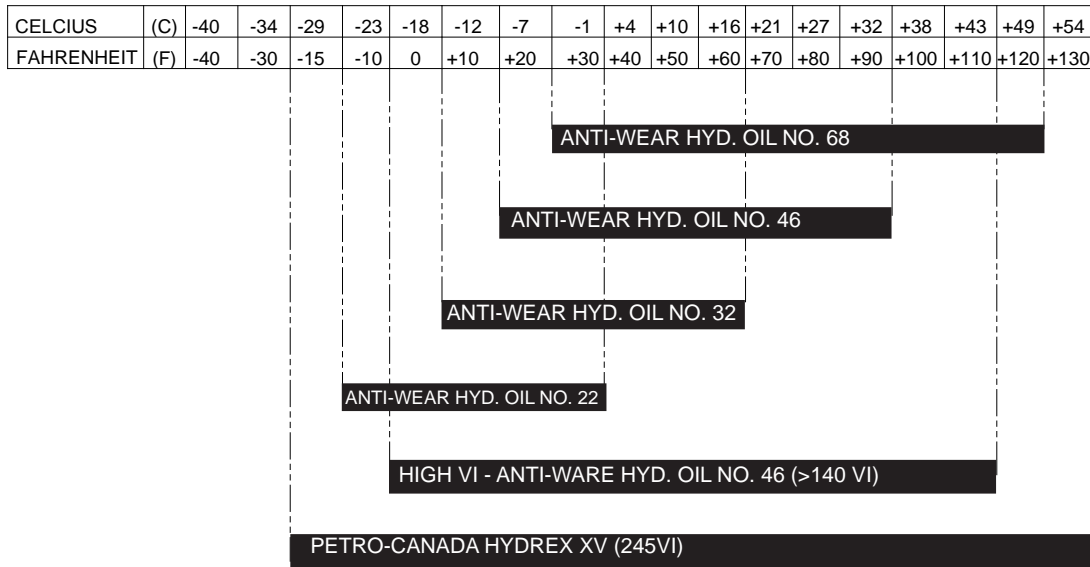 CELCIUS (C) -40 -34 -29 -23 -18 -12 -7 -1 +4 +10 +16 +21 +27 +32 +38 +43 +49 +54
FAHRENHEIT (F) -40 -30 -15 -10 0 +10 +20 +30 +40 +50 +60 +70 +80 +90 +100 +110 +120 +130
ANTI-WEAR HYD. OIL NO. 68
ANTI-WEAR HYD. OIL NO. 46
ANTI-WEAR HYD. OIL NO. 32
ANTI-WEAR HYD. OIL NO. 22
HIGH VI - ANTI-WARE HYD. OIL NO. 46 (>140 VI)
PETRO-CANADA HYDREX XV (245VI)